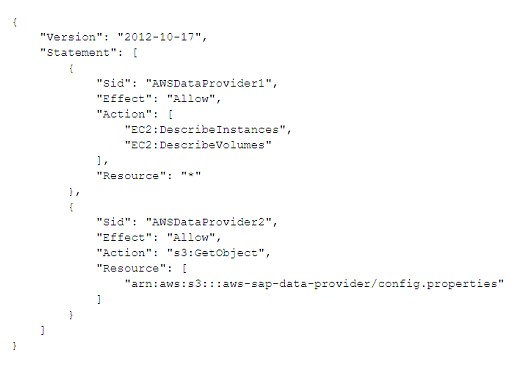 {
"Version": "2012-10-17",
"Statement": [
{
"Sid": "AWSDataProvider1",
"Effect": "Allow",
"Action": [
"EC2:DescribeInstances",
"EC2:DescribeVolumes"
],
"Resource": "*"
},
{
"Sid": "AWSDataProvider2",
"Effect": "Allow",
"Action": "s3:GetObject",
"Resource": [
"arn:aws:s3:::aws-sap-data-provider/config.properties"
]
}
]
}